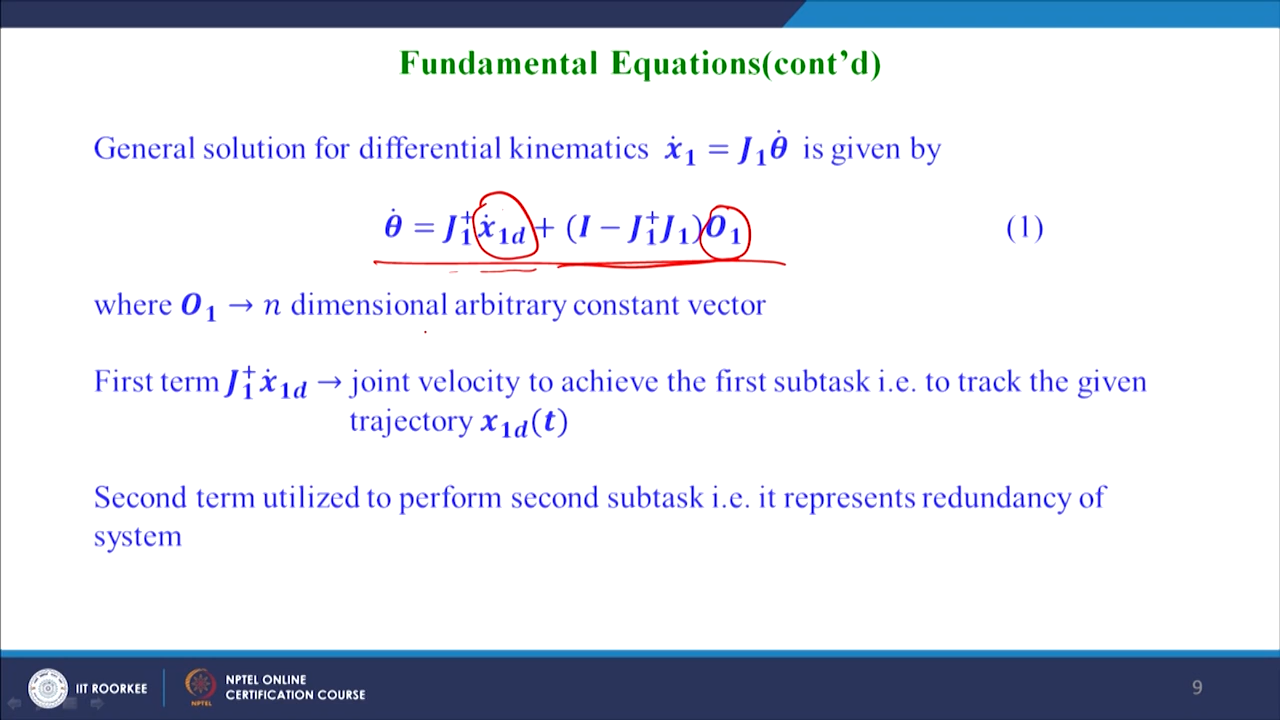 Fundamental Equations(cont'd)
General solution for differential kinematics ẋ₁ = J₁θ̇ is given by
θ̇ = J₁⁺ẋ₁d + (I − J₁⁺J₁)O₁ (1)
where O₁ → n dimensional arbitrary constant vector
First term J₁⁺ẋ₁d → joint velocity to achieve the first subtask i.e. to track the given
trajectory x₁d(t)
Second term utilized to perform second subtask i.e. it represents redundancy of
system
IIT ROORKEE
NPTEL
NPTEL ONLINE
CERTIFICATION COURSE
9